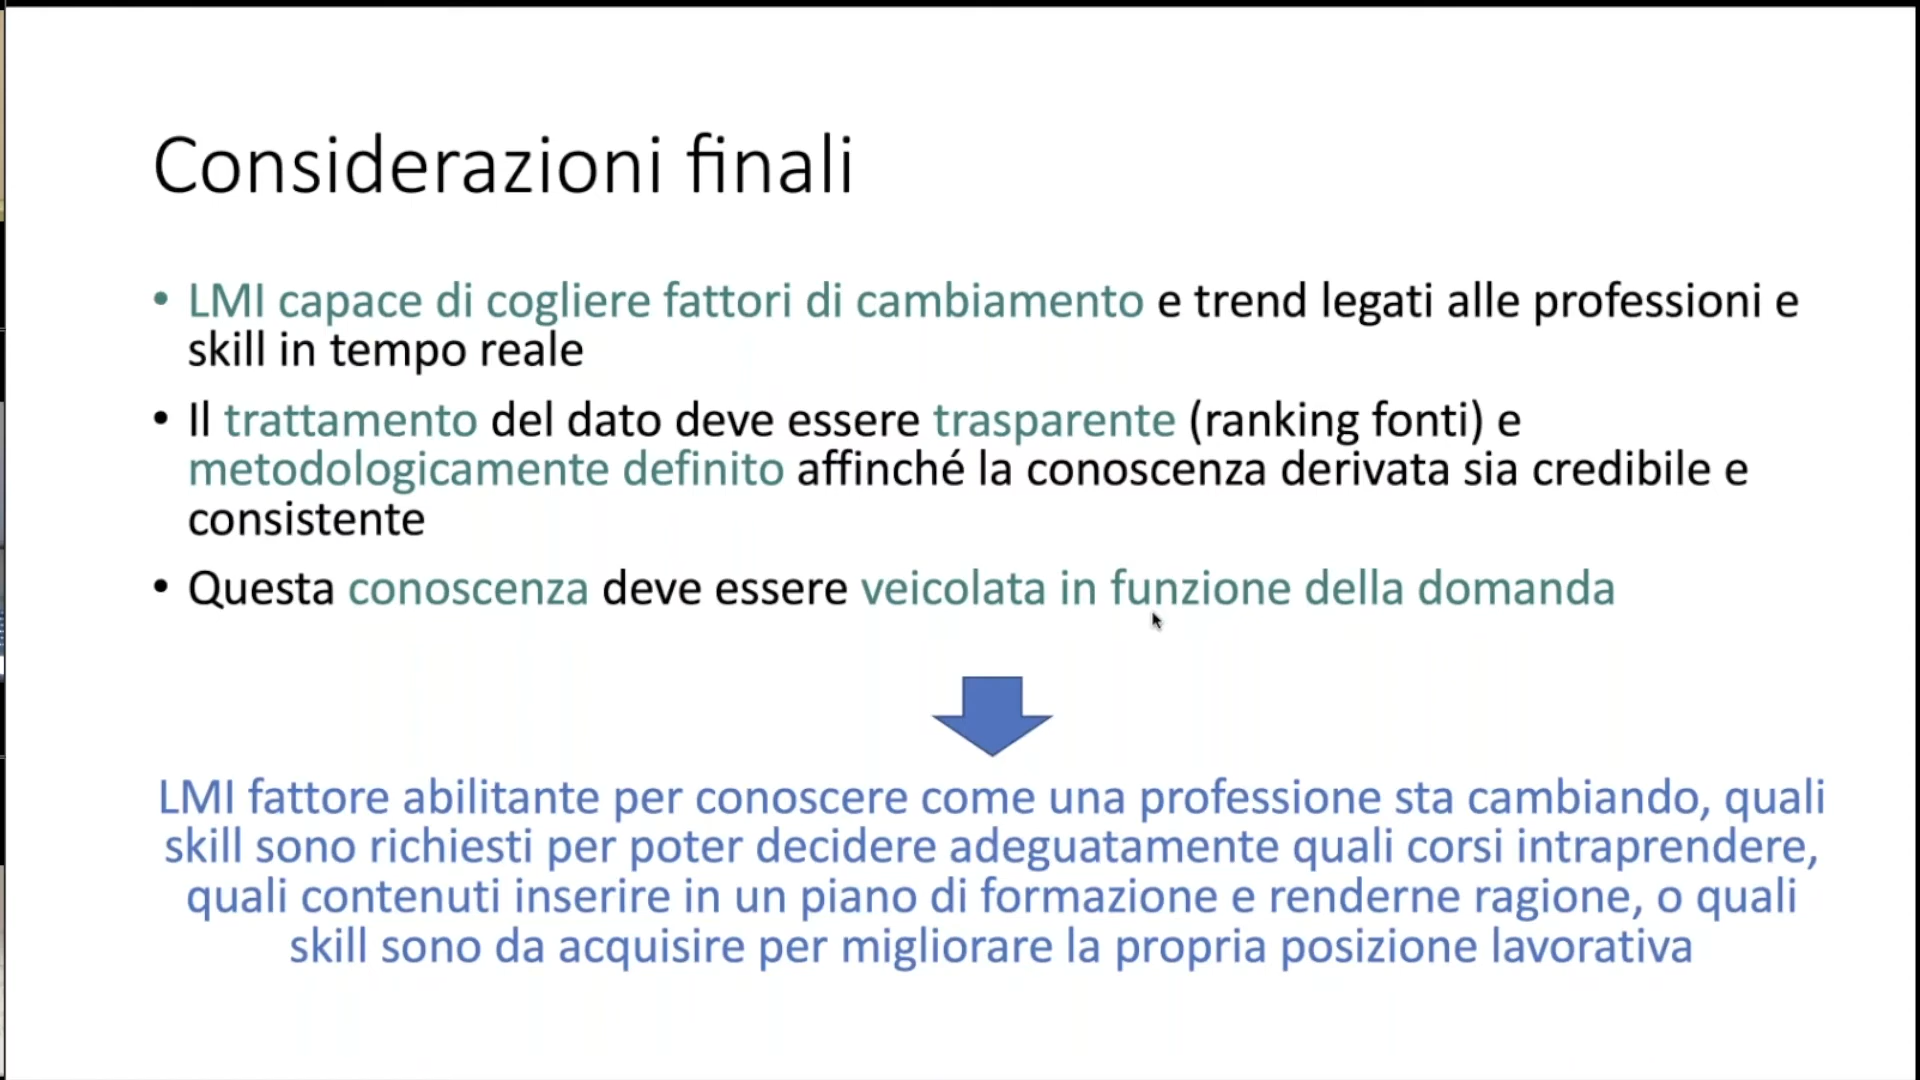 Considerazioni finali
• LMI capace di cogliere fattori di cambiamento e trend legati alle professioni e
skill in tempo reale
• Il trattamento del dato deve essere trasparente (ranking fonti) e
metodologicamente definito affinché la conoscenza derivata sia credibile e
consistente
• Questa conoscenza deve essere veicolata in funzione della domanda
LMI fattore abilitante per conoscere come una professione sta cambiando, quali
skill sono richiesti per poter decidere adeguatamente quali corsi intraprendere,
quali contenuti inserire in un piano di formazione e renderne ragione, o quali
skill sono da acquisire per migliorare la propria posizione lavorativa